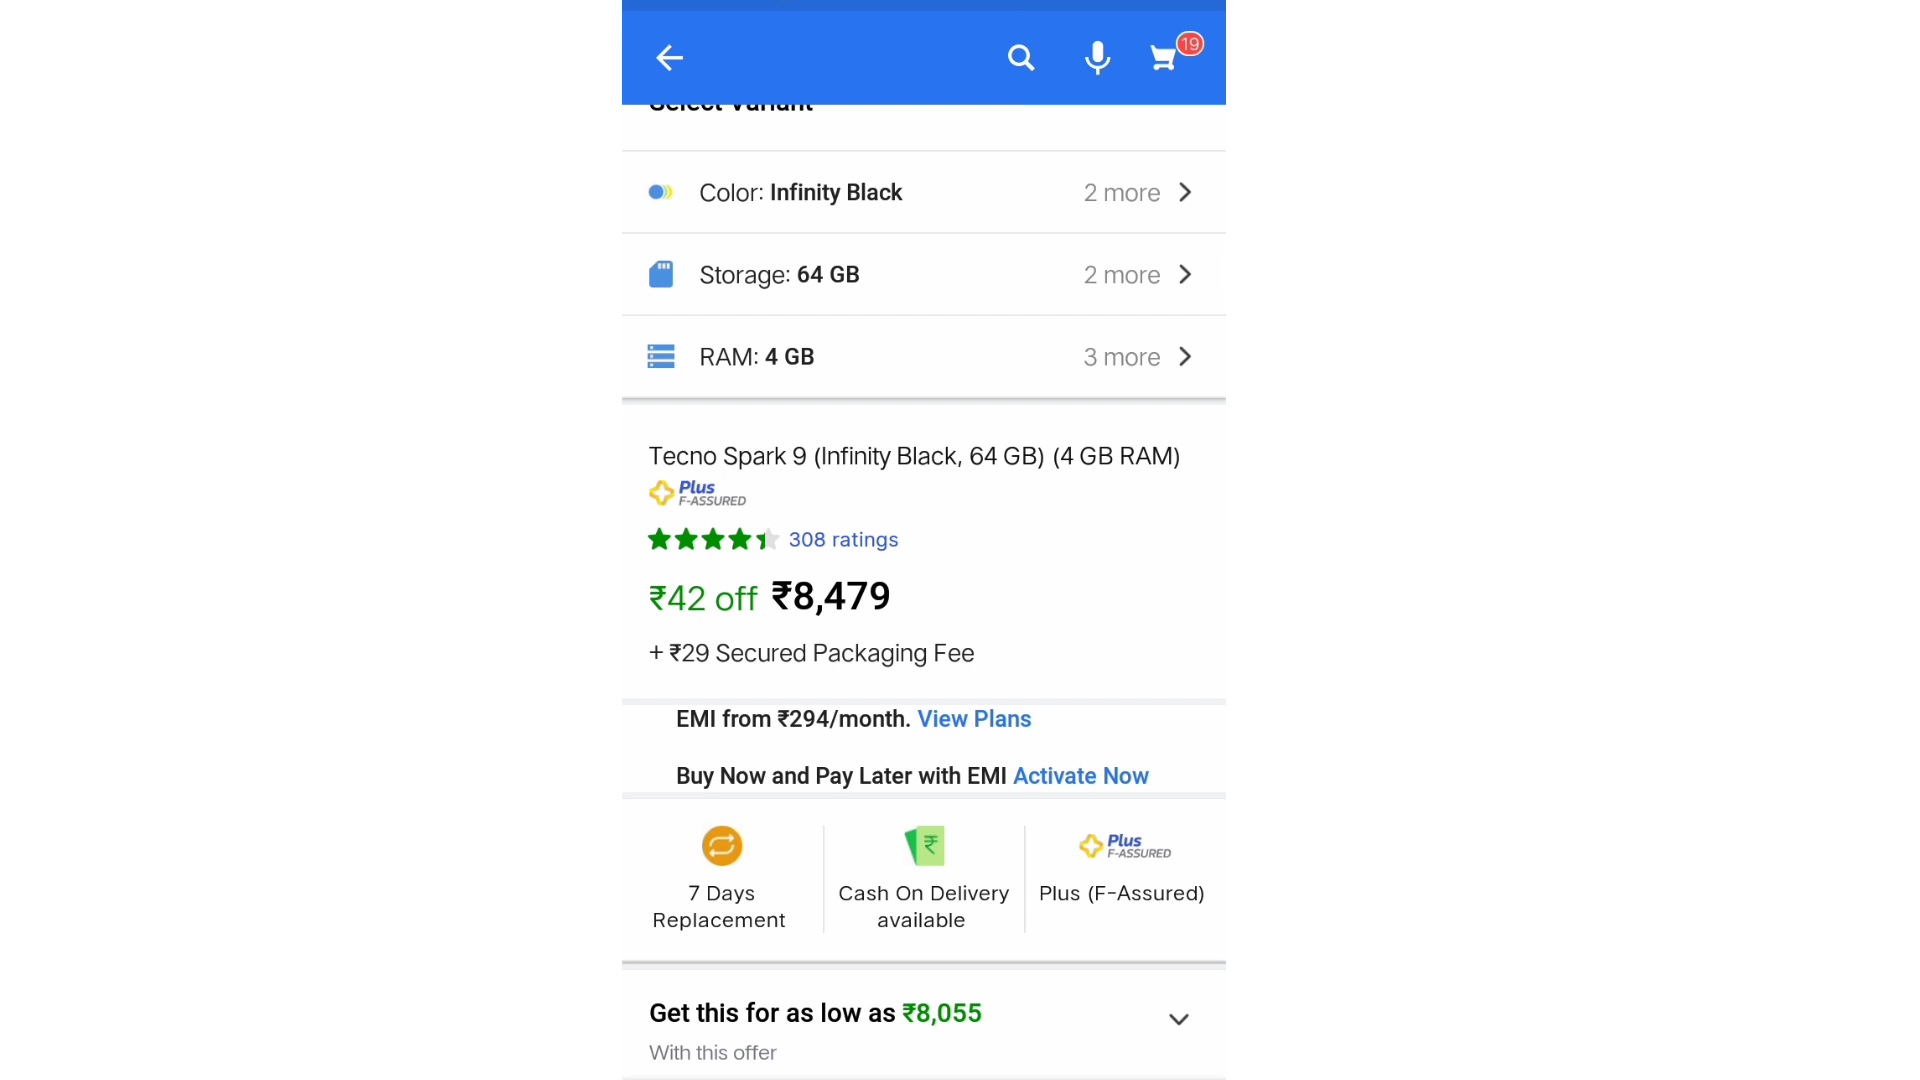 19
Select Variant
Color: Infinity Black 2 more
Storage: 64 GB 2 more
RAM: 4 GB 3 more
Tecno Spark 9 (Infinity Black, 64 GB) (4 GB RAM)
Plus
F-ASSURED
308 ratings
₹42 off ₹8,479
+ ₹29 Secured Packaging Fee
EMI from ₹294/month. View Plans
Buy Now and Pay Later with EMI Activate Now
7 Days
Replacement
Cash On Delivery
available
Plus
F-ASSURED
Plus (F-Assured)
Get this for as low as ₹8,055
With this offer